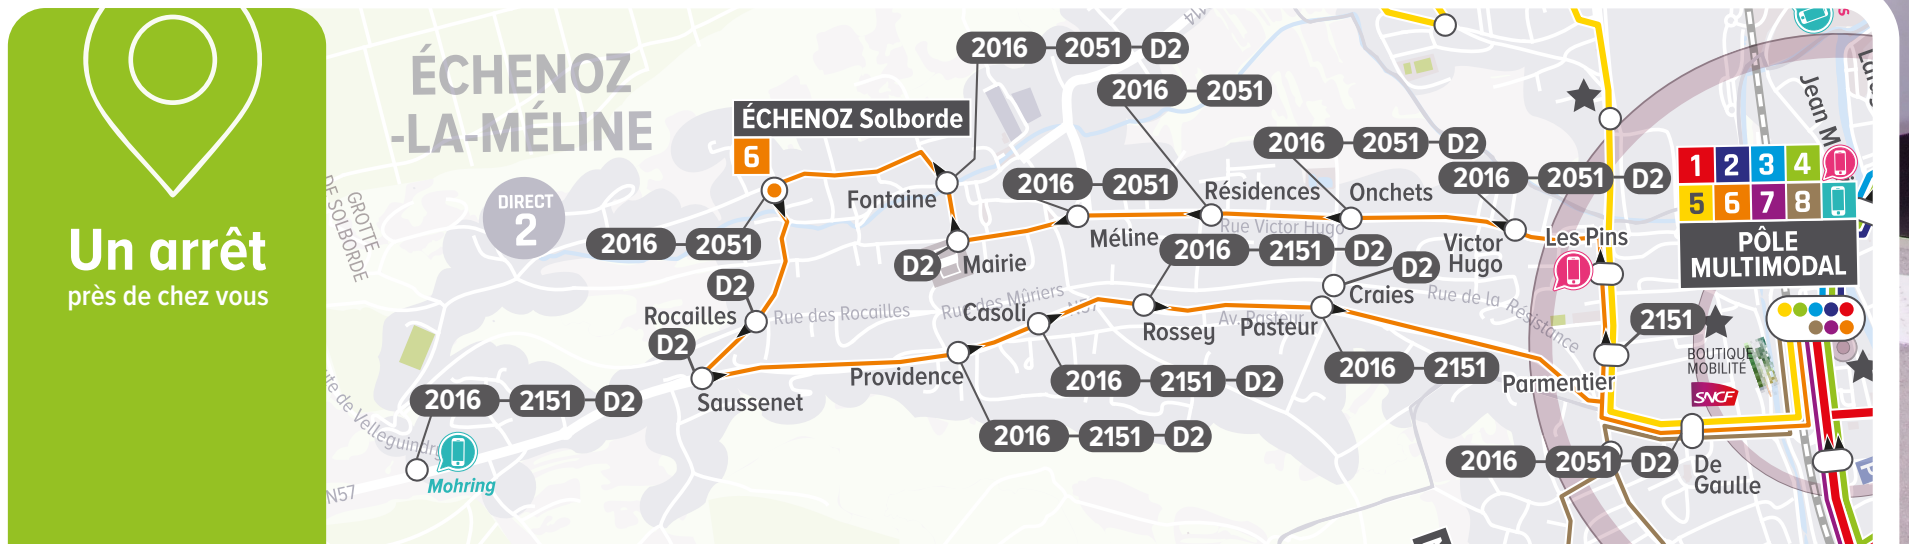 Un arrêt
près de chez vous
ÉCHENOZ
-LA-MÉLINE
DIRECT
2
GROTTE
DE SOLBORDE
ÉCHENOZ Solborde
6
2016 2051 D2
2016 2051
2016 2051 D2
2016 2051 D2
2016 2051
2016 2051
Fontaine
Méline
Résidences
Onchets
Victor
Hugo
Les Pins
Rue Victor Hugo
Mairie
D2
2016 2151 D2
D2
Craies
Rue de la Résistance
D2
Rocailles
Rue des Rocailles
Rue des Mûriers
N57
Casoli
Rossey
Av. Pasteur
Pasteur
D2
Saussenet
Providence
2016 2151 D2
2016 2151
2016 2151 D2
2016 2151 D2
Mohring
N57
Parmentier
2151
BOUTIQUE
MOBILITÉ
SNCF
2016 2051 D2
De
Gaulle
1 2 3 4
5 6 7 8
PÔLE
MULTIMODAL
Jean M